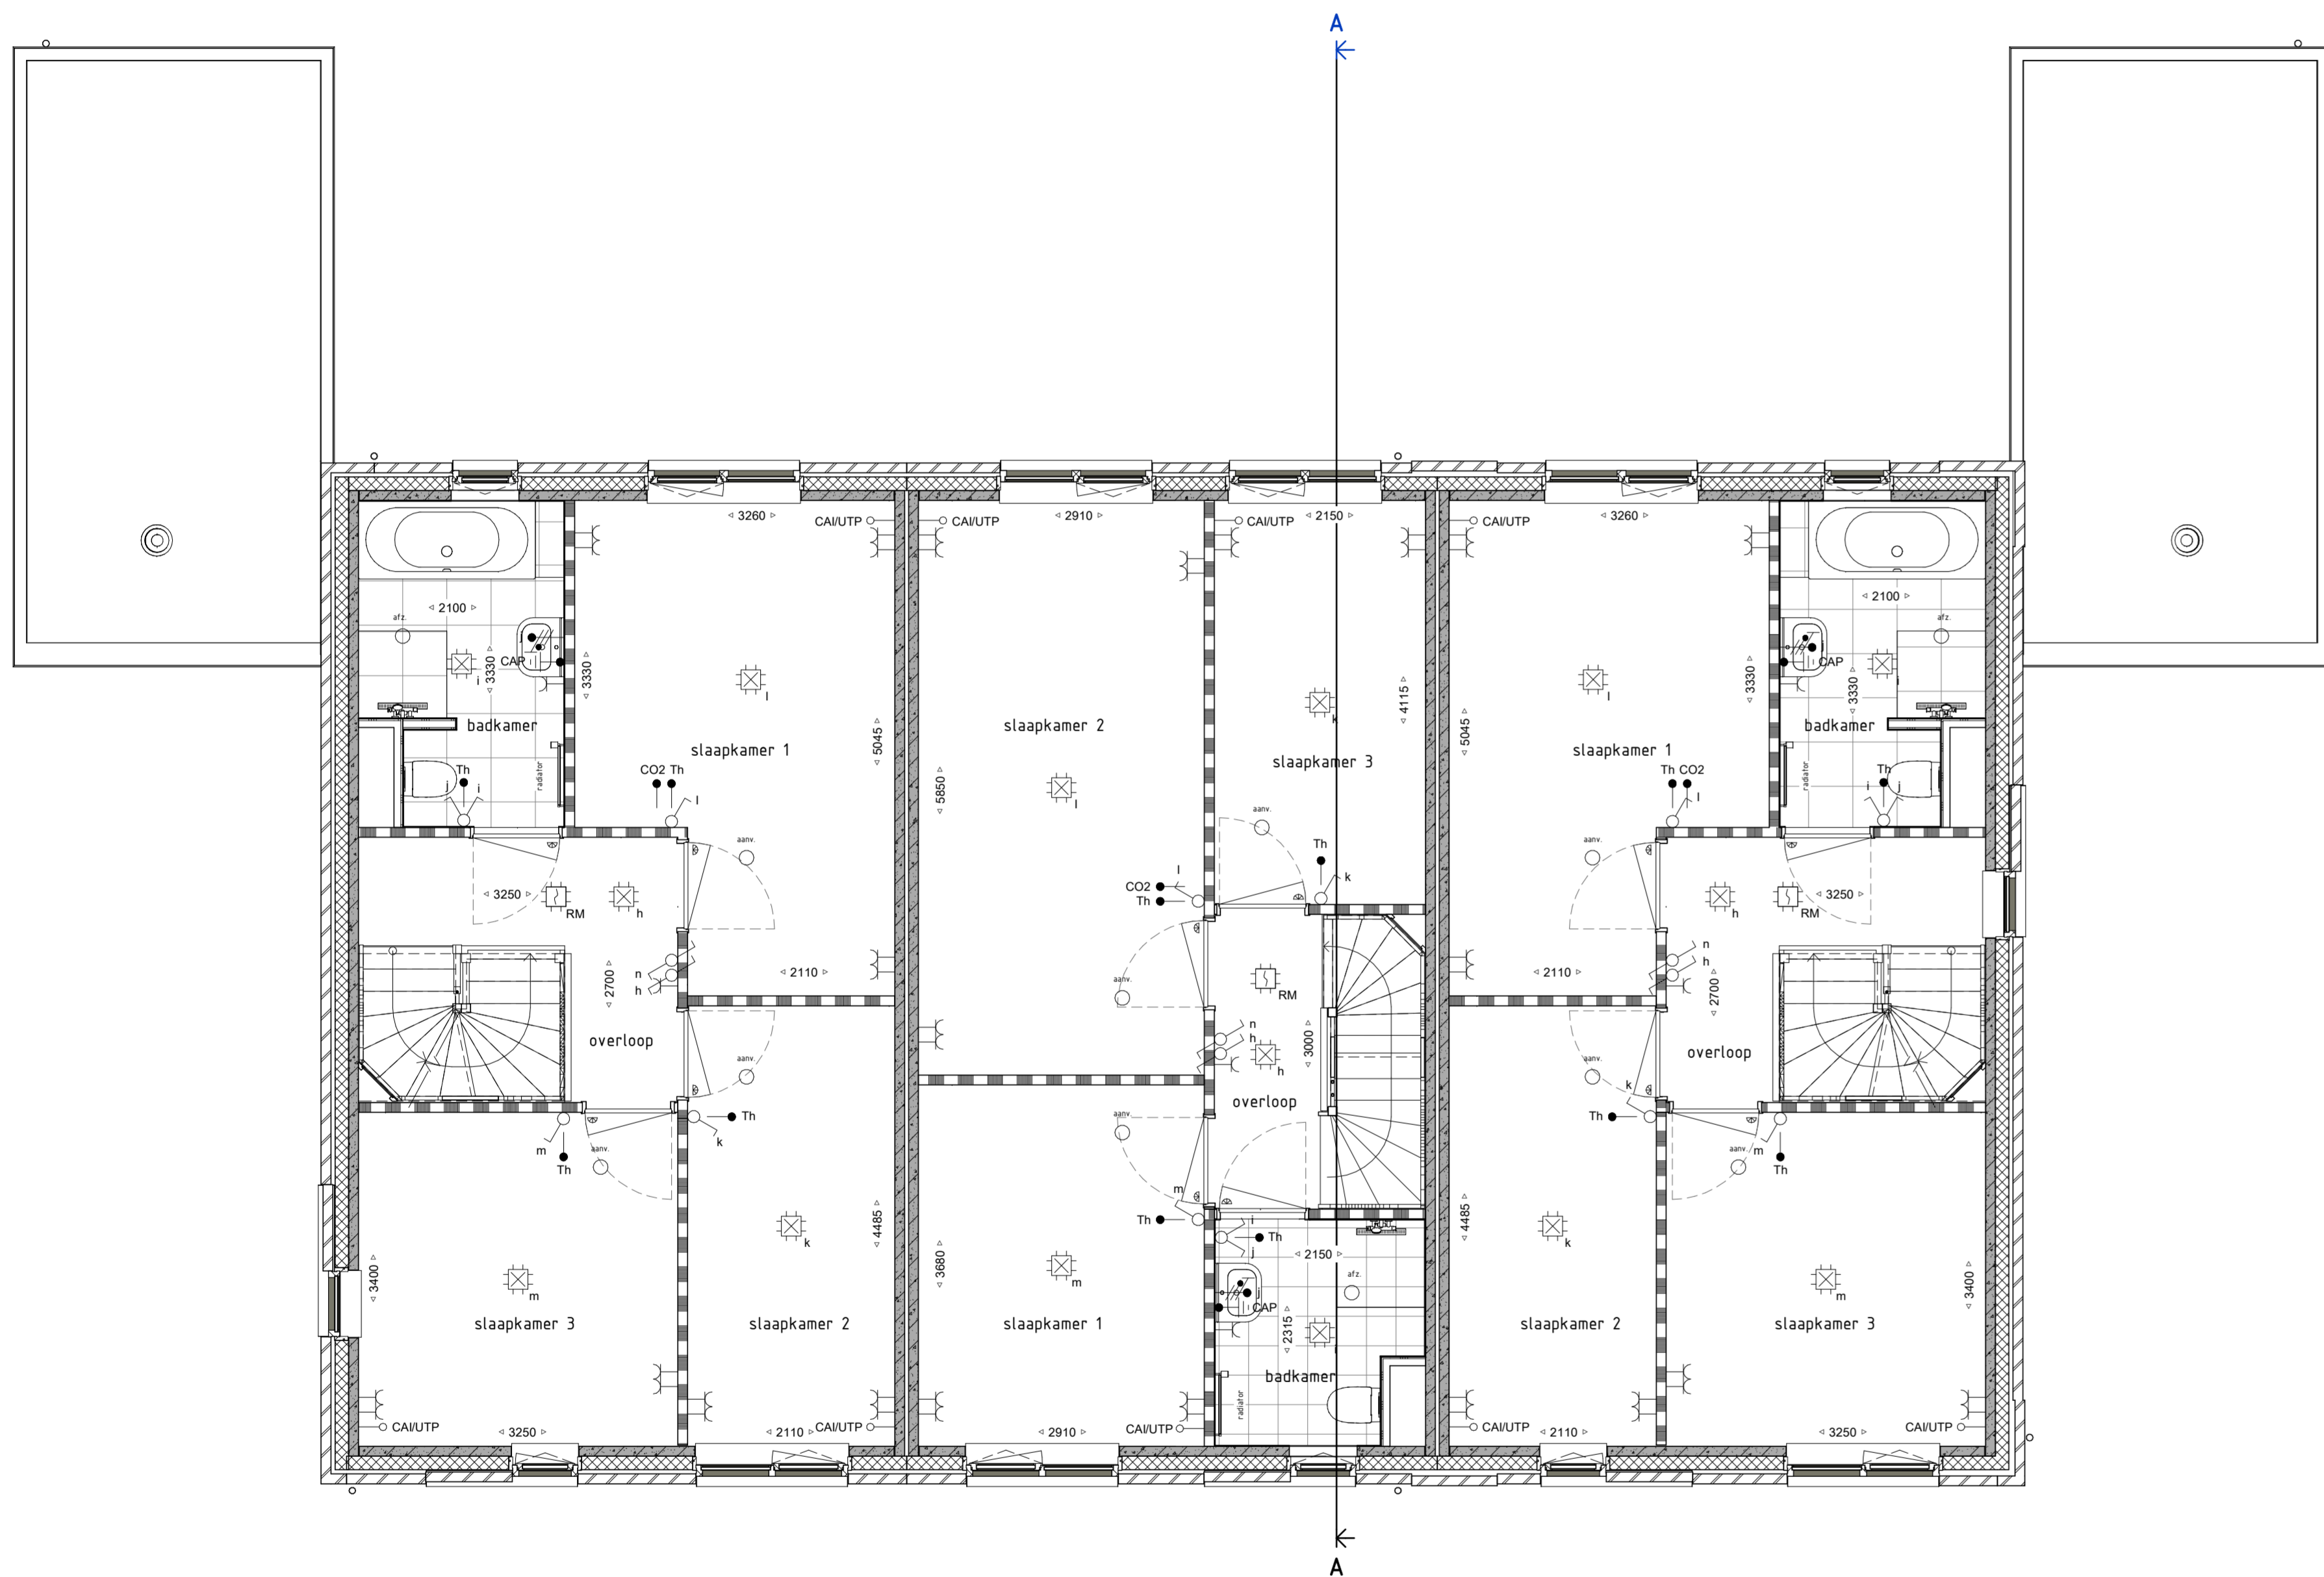 A
3260
CAI/UTP
CAI/UTP
2910
CAI/UTP
2150
CAI/UTP
3260
2100
afz.
CAP
i
3330
3330
badkamer
radiator
Th
j
i
l
slaapkamer 1
5045
CO2 Th
l
slaapkamer 2
l
5850
CO2
Th
l
k
4115
slaapkamer 3
aanv.
Th
k
l
3330
5045
slaapkamer 1
Th CO2
l
2100
afz.
CAP
3330
badkamer
radiator
Th
i
j
aanv.
3250
RM
h
n
h
2700
2110
overloop
aanv.
aanv.
RM
n
h
h
3000
overloop
aanv.
m
Th
aanv.
h
RM
3250
n
h
2700
2110
overloop
aanv.
k
Th
m
Th
aanv.
Th
k
3400
m
slaapkamer 3
k
4485
slaapkamer 2
3680
m
slaapkamer 1
i
Th
j
2150
afz.
j
CAP
2315
badkamer
radiator
4485
k
slaapkamer 2
aanv.
m
Th
m
3400
slaapkamer 3
CAI/UTP
3250
2110
CAI/UTP
2910
CAI/UTP
CAI/UTP
2110
3250
CAI/UTP
A